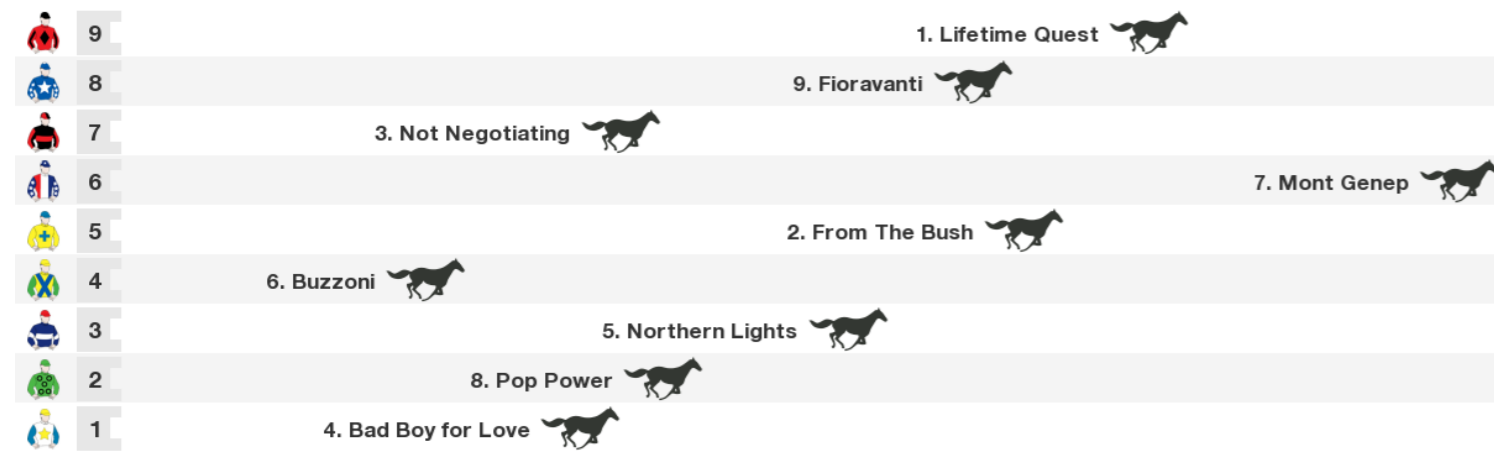 9 1. Lifetime Quest
8 9. Fioravanti
7 3. Not Negotiating
6 7. Mont Genep
5 2. From The Bush
4 6. Buzzoni
3 5. Northern Lights
2 8. Pop Power
1 4. Bad Boy for Love